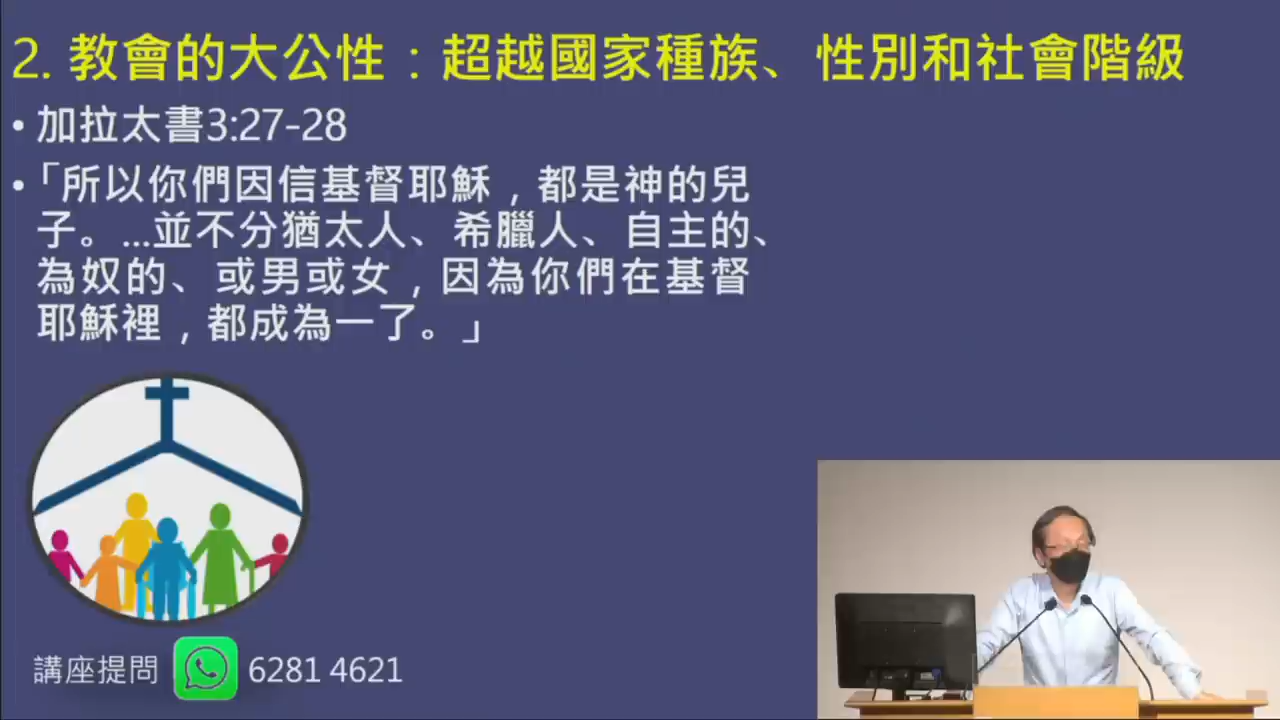 2. 教會的大公性：超越國家種族、性別和社會階級
• 加拉太書3:27-28
•「所以你們因信基督耶穌，都是神的兒
子。...並不分猶太人、希臘人、自主的、
為奴的、或男或女，因為你們在基督
耶穌裡，都成為一了。」
講座提問 6281 4621